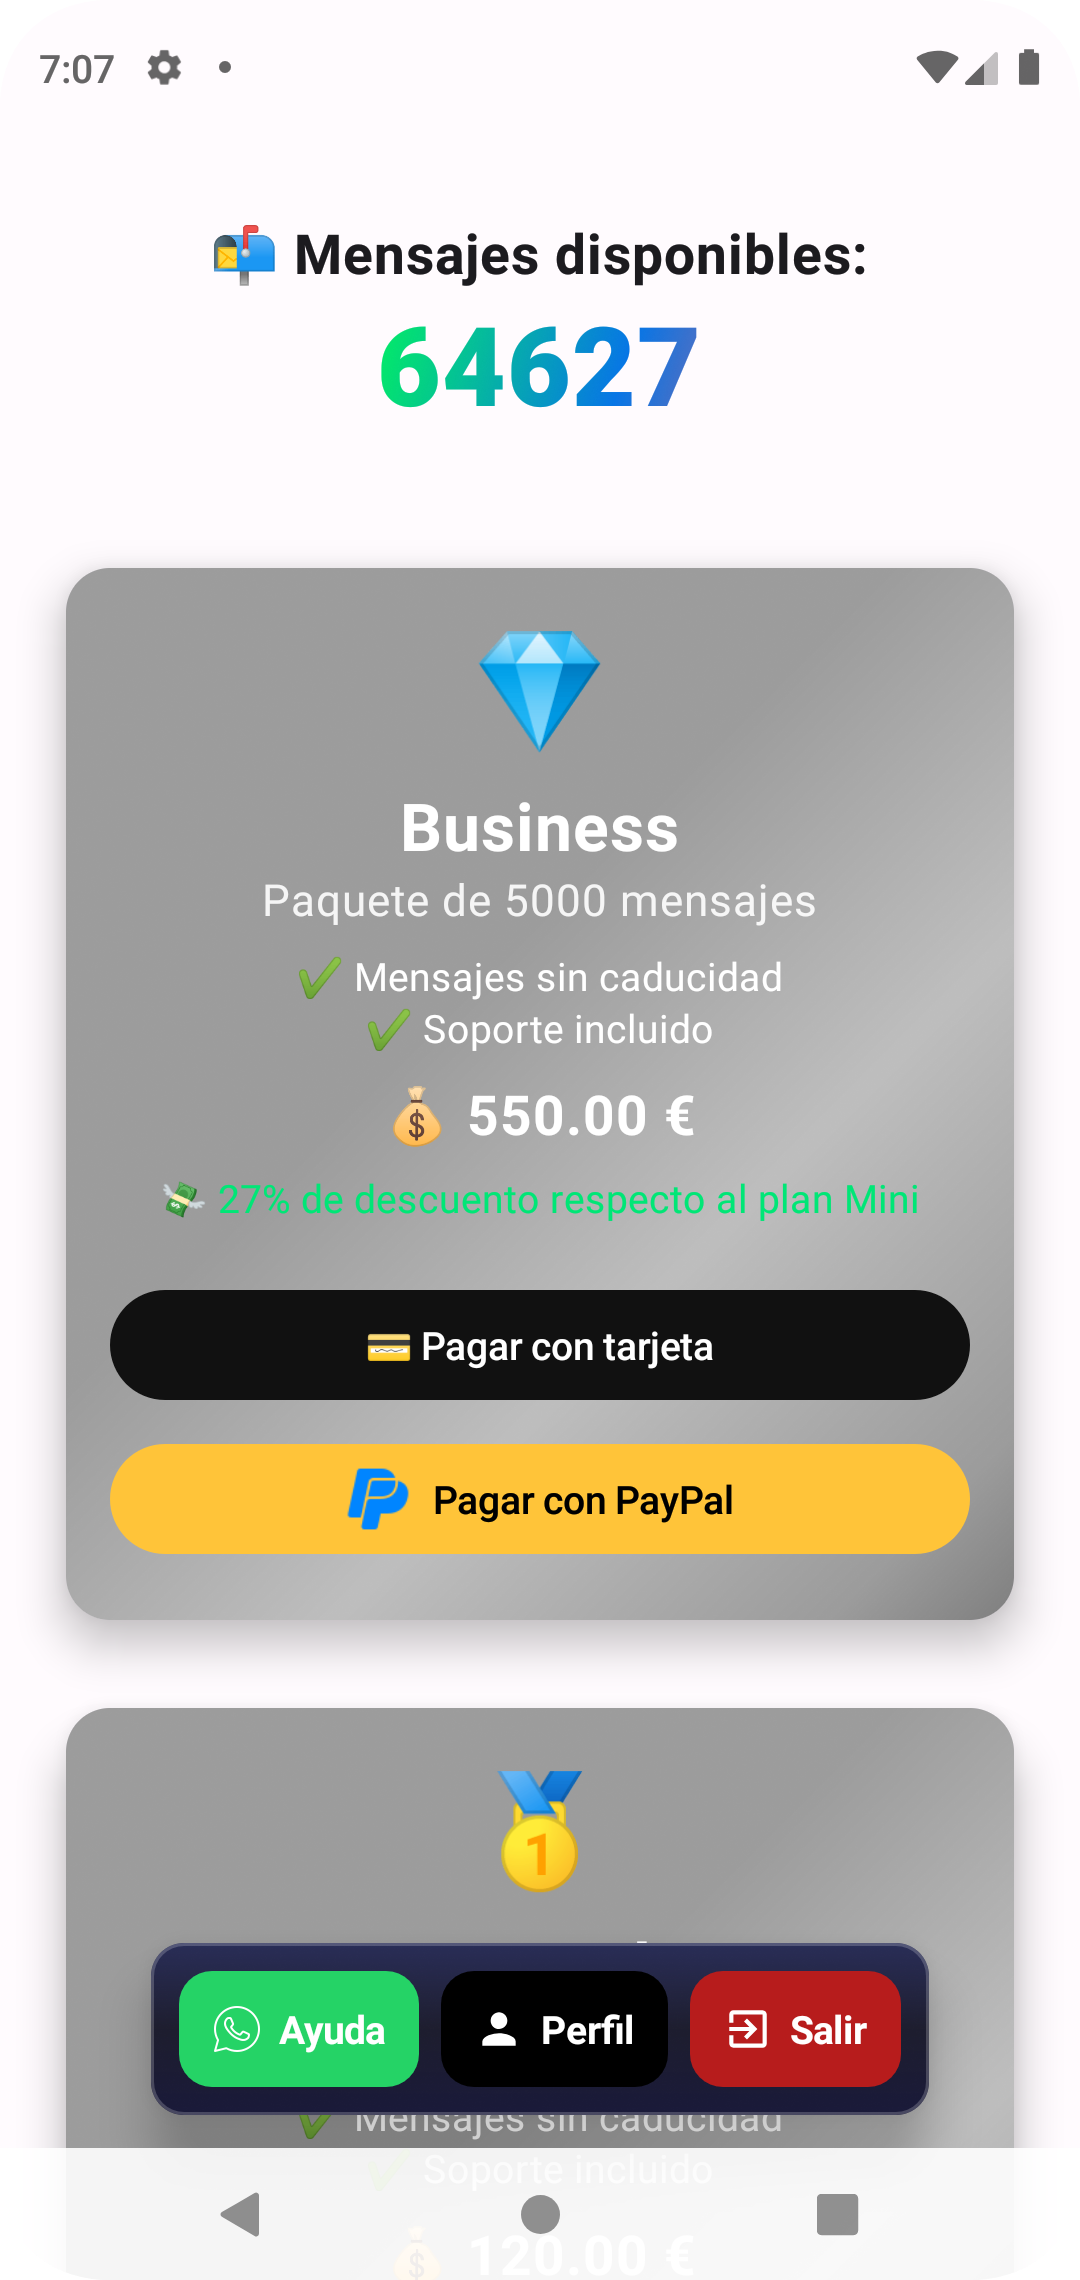 7:07
Mensajes disponibles:
64627
Business
Paquete de 5000 mensajes
Mensajes sin caducidad
Soporte incluido
550.00 €
27% de descuento respecto al plan Mini
Pagar con tarjeta
Pagar con PayPal
1
Ayuda
Perfil
Salir
Mensajes sin caducidad
Soporte incluido
120.00 €